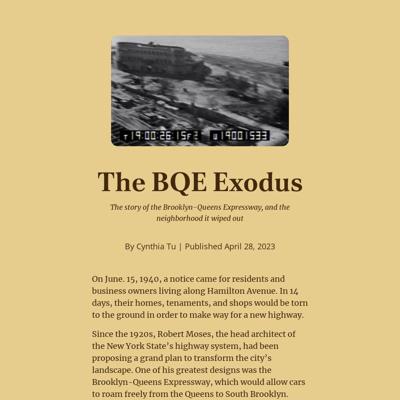 The BQE Exodus
The story of the Brooklyn-Queens Expressway, and the
neighborhood it wiped out
By Cynthia Tu | Published April 28, 2023
On June. 15, 1940, a notice came for residents and
business owners living along Hamilton Avenue. In 14
days, their homes, tenaments, and shops would be torn
to the ground in order to make way for a new highway.
Since the 1920s, Robert Moses, the head architect of
the New York State's highway system, had been
proposing a grand plan to transform the city's
landscape. One of his greatest designs was the
Brooklyn-Queens Expressway, which would allow cars
to roam freely from the Queens to South Brooklyn.